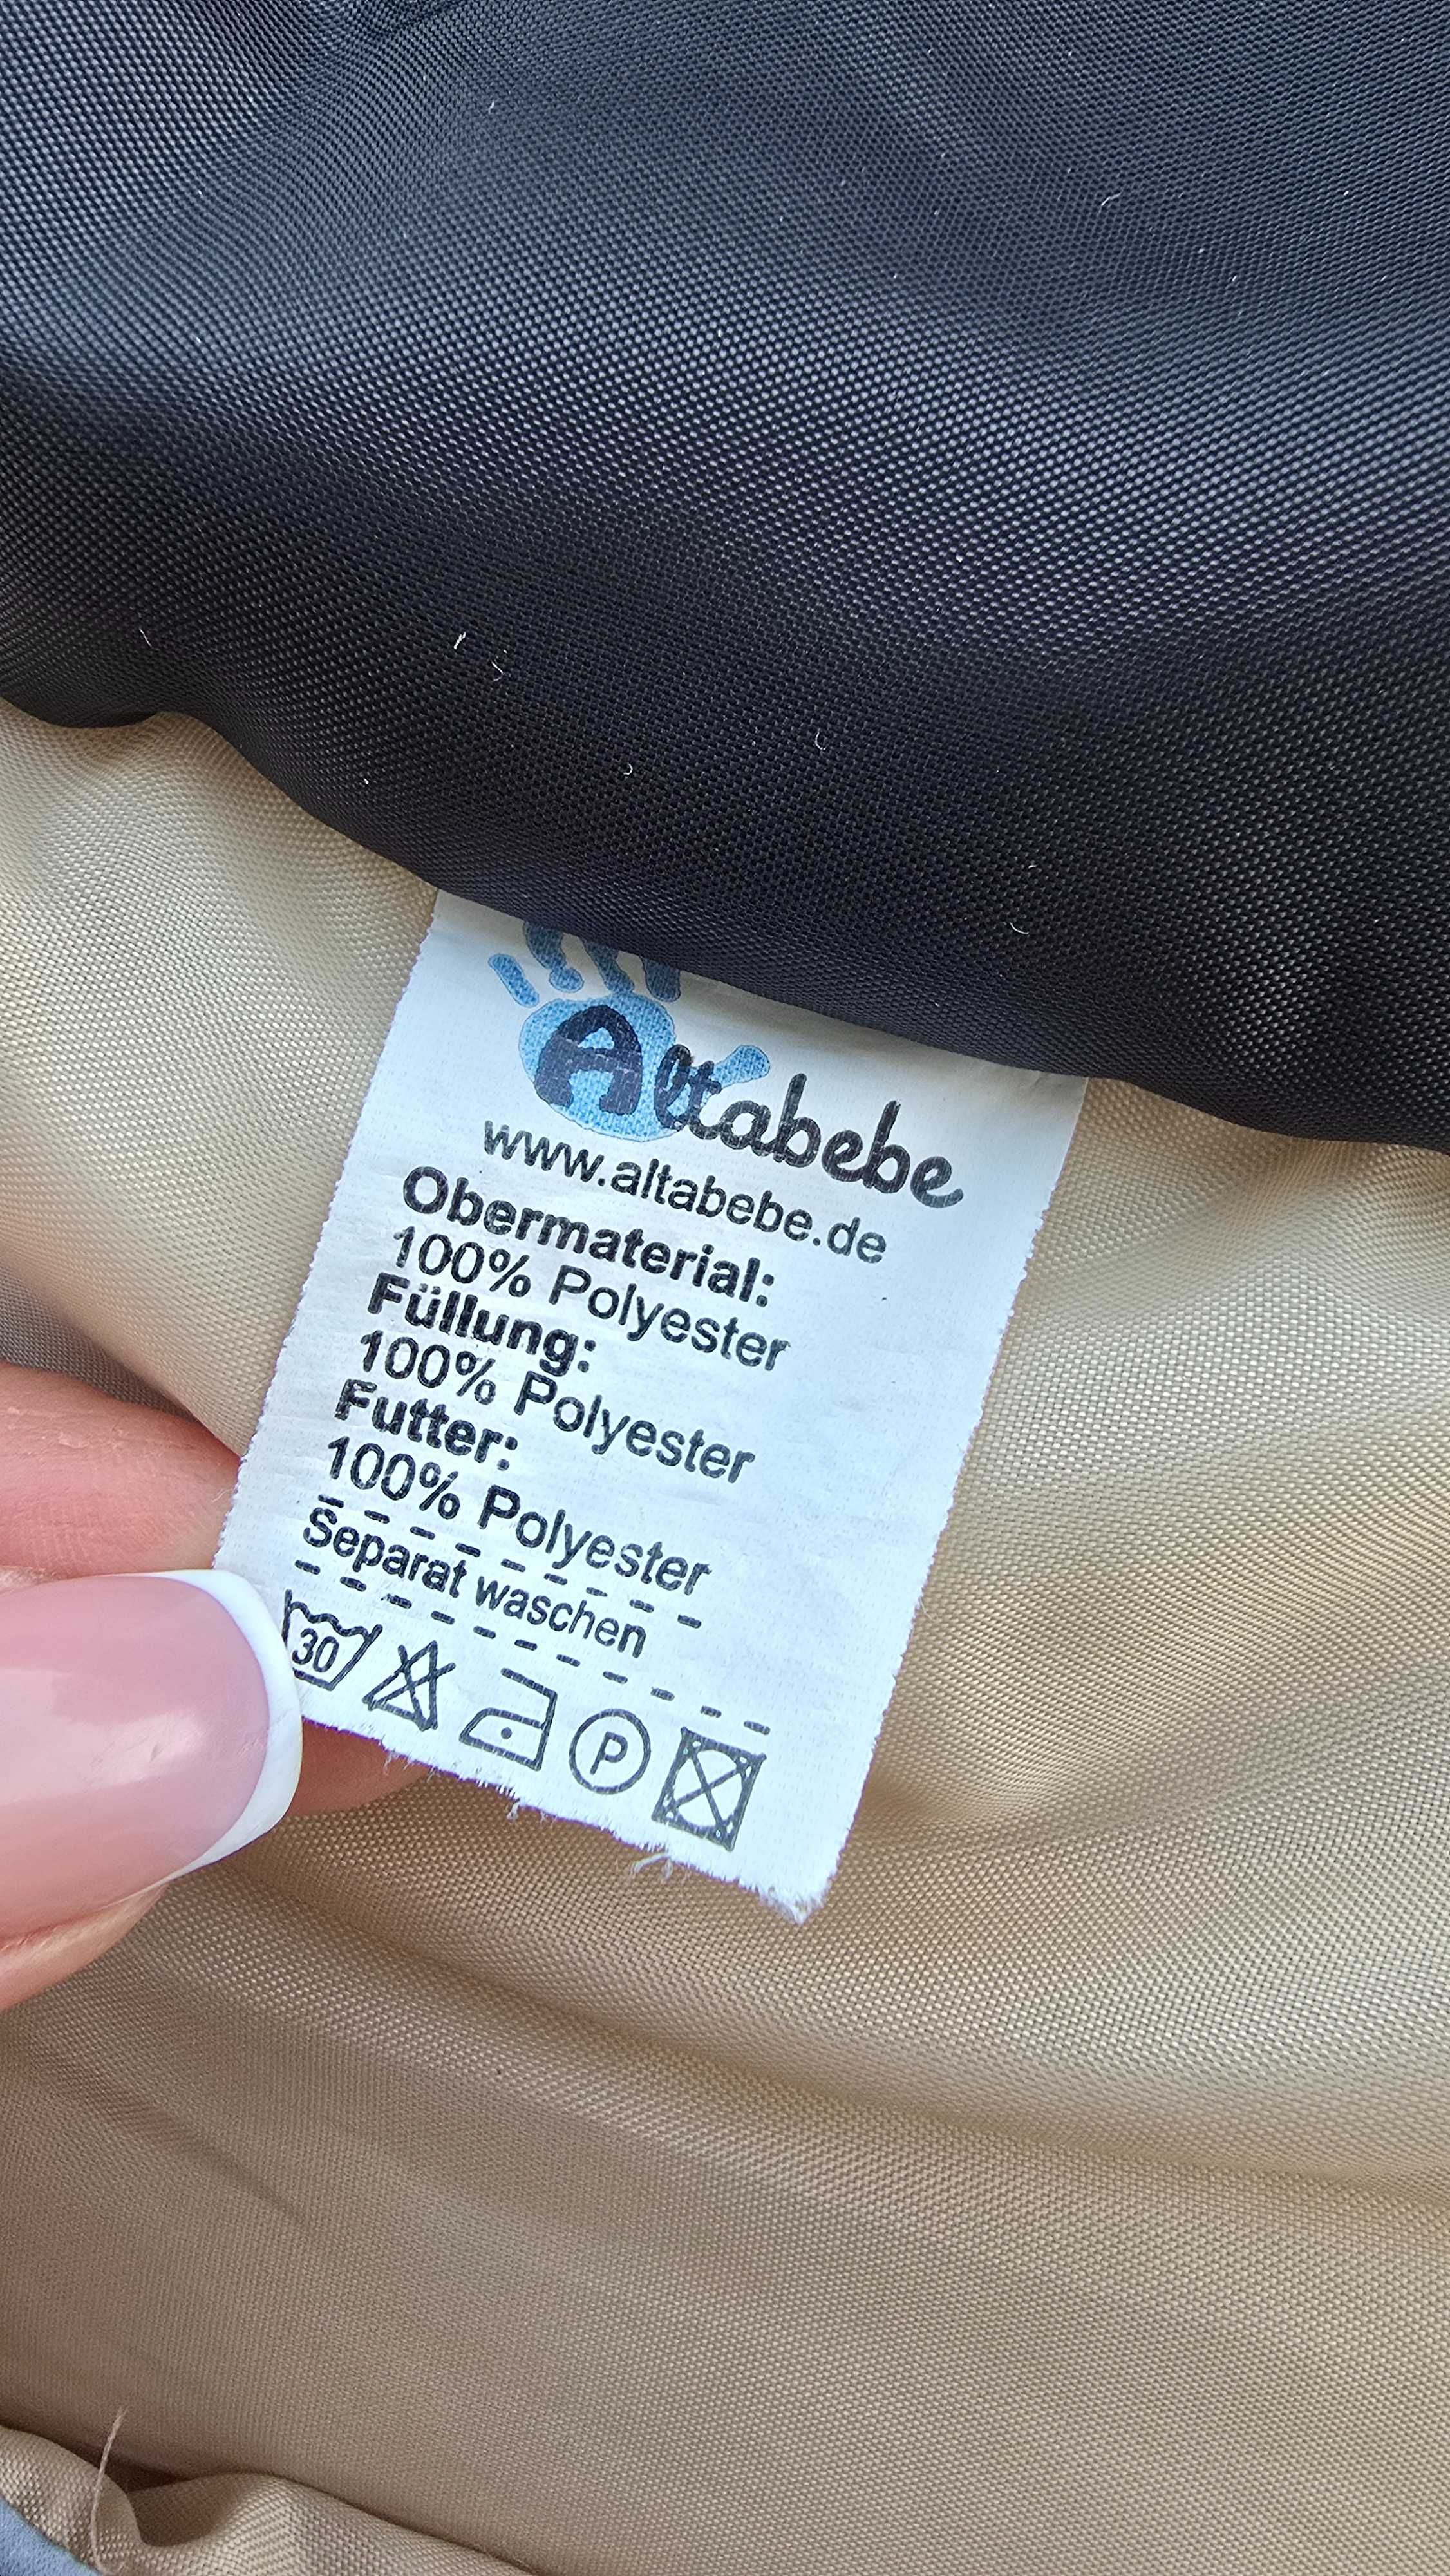 Altabebe
www.altabebe.de
Obermaterial:
100% Polyester
Füllung:
100% Polyester
Futter:
100% Polyester
Separat waschen
30
P